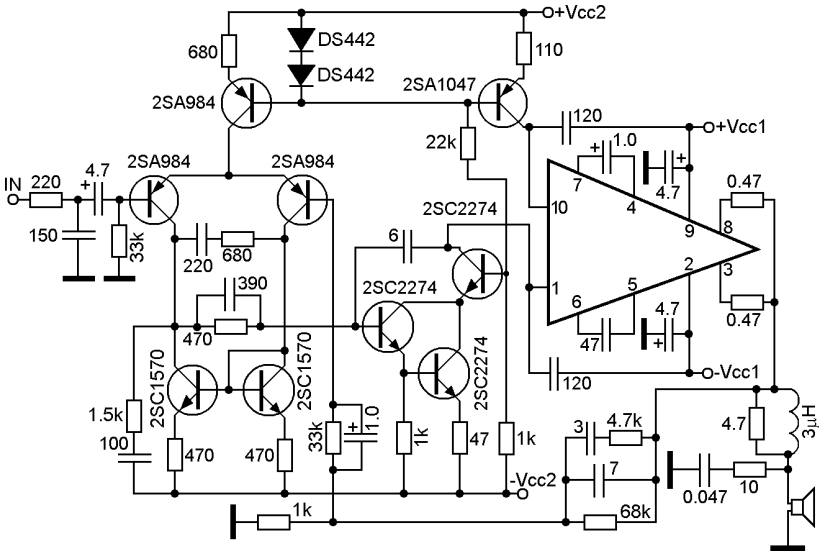 +Vcc2
680
DS442
DS442
110
2SA984
2SA1047
120
+Vcc1
22k
1.0
4.7
2SA984
2SA984
7
4
0.47
IN
220
4.7
10
9
8
150
33k
220
680
6
2SC2274
1
2
3
390
2SC2274
6
5
4.7
0.47
470
47
2SC1570
2SC1570
2SC2274
120
-Vcc1
1.5k
100
470
470
33k
1.0
1k
47
1k
3
4.7k
4.7
3μH
7
0.047
10
-Vcc2
1k
68k